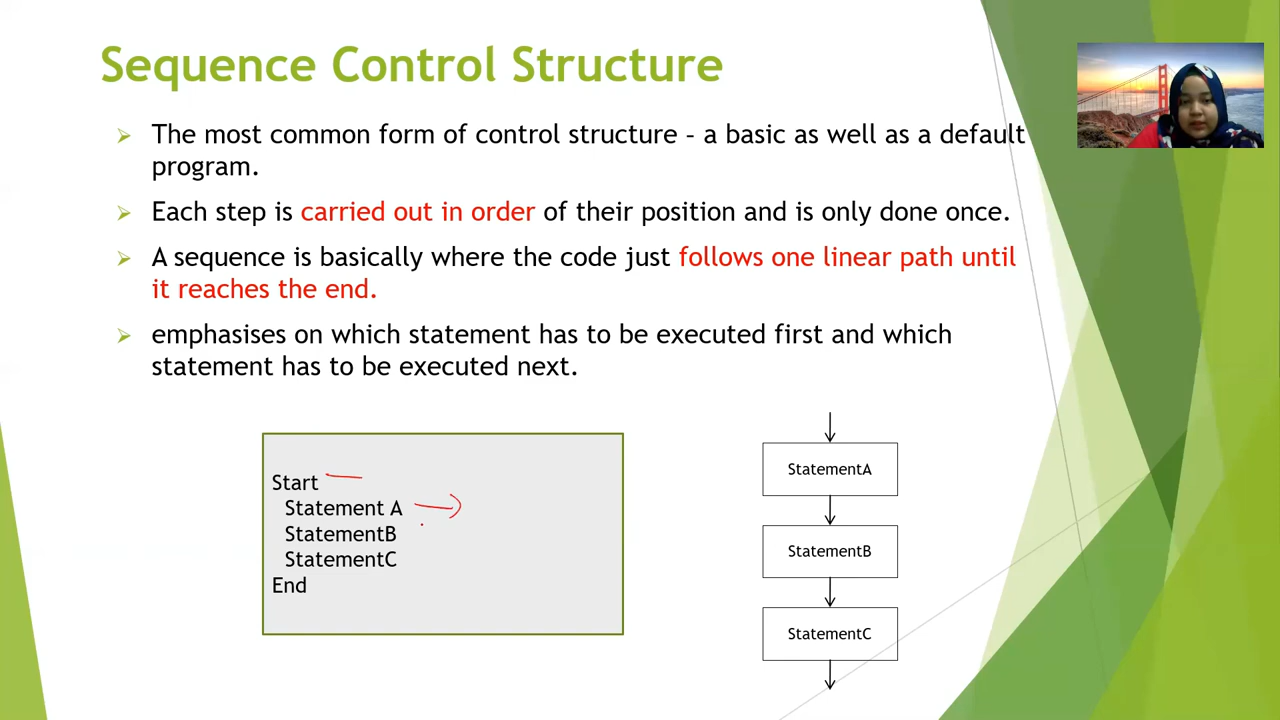 Sequence Control Structure
The most common form of control structure – a basic as well as a default
program.
Each step is carried out in order of their position and is only done once.
A sequence is basically where the code just follows one linear path until
it reaches the end.
emphasises on which statement has to be executed first and which
statement has to be executed next.
Start
Statement A
StatementB
StatementC
End
StatementA
StatementB
StatementC